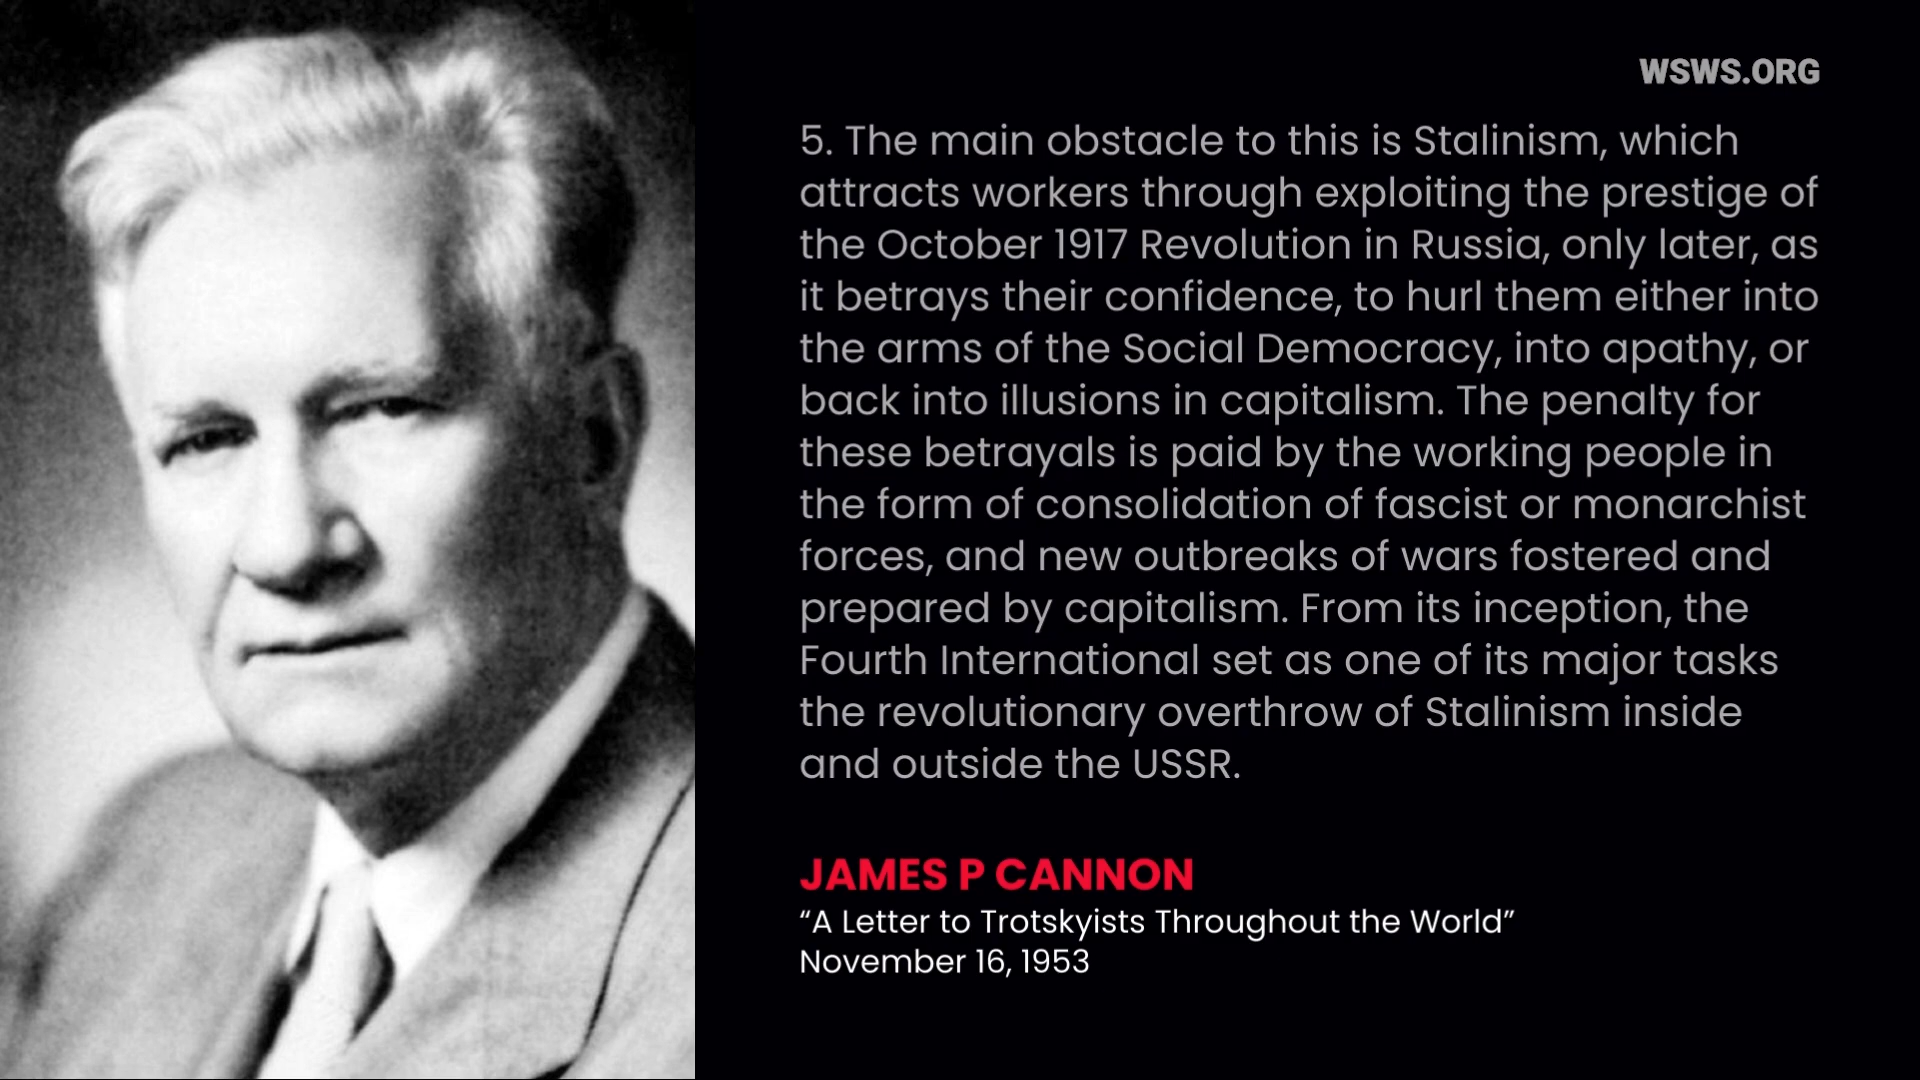 WSWS.ORG
5. The main obstacle to this is Stalinism, which
attracts workers through exploiting the prestige of
the October 1917 Revolution in Russia, only later, as
it betrays their confidence, to hurl them either into
the arms of the Social Democracy, into apathy, or
back into illusions in capitalism. The penalty for
these betrayals is paid by the working people in
the form of consolidation of fascist or monarchist
forces, and new outbreaks of wars fostered and
prepared by capitalism. From its inception, the
Fourth International set as one of its major tasks
the revolutionary overthrow of Stalinism inside
and outside the USSR.
JAMES P CANNON
“A Letter to Trotskyists Throughout the World”
November 16, 1953